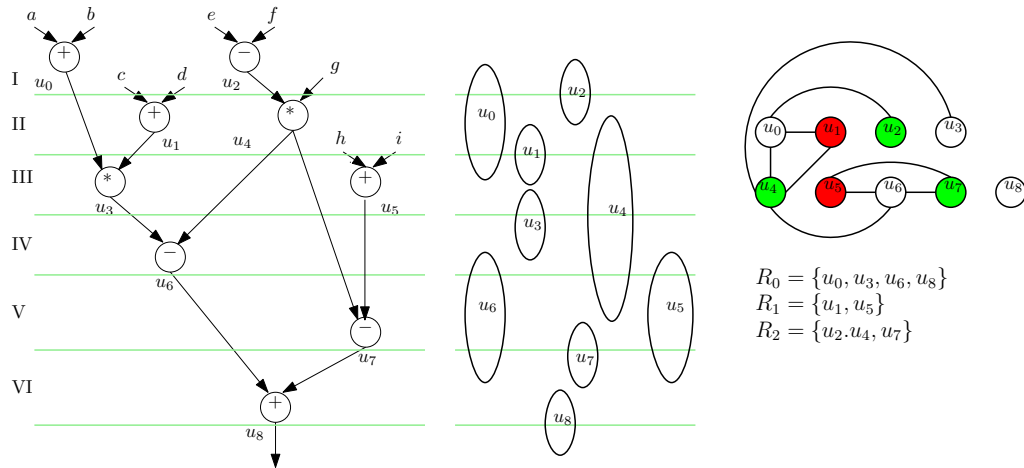 a b e f
+ −
g
I u₀ c d u₂
u₀ u₂
+ *
II u₁ u₄
u₁
h i
III * +
u₃ u₅
u₃ u₄
IV −
u₆
V u₆ u₅
−
u₇ u₇
VI +
u₈ u₈
u₀ u₁ u₂ u₃
u₄ u₅ u₆ u₇ u₈
R₀ = {u₀, u₃, u₆, u₈}
R₁ = {u₁, u₅}
R₂ = {u₂.u₄, u₇}